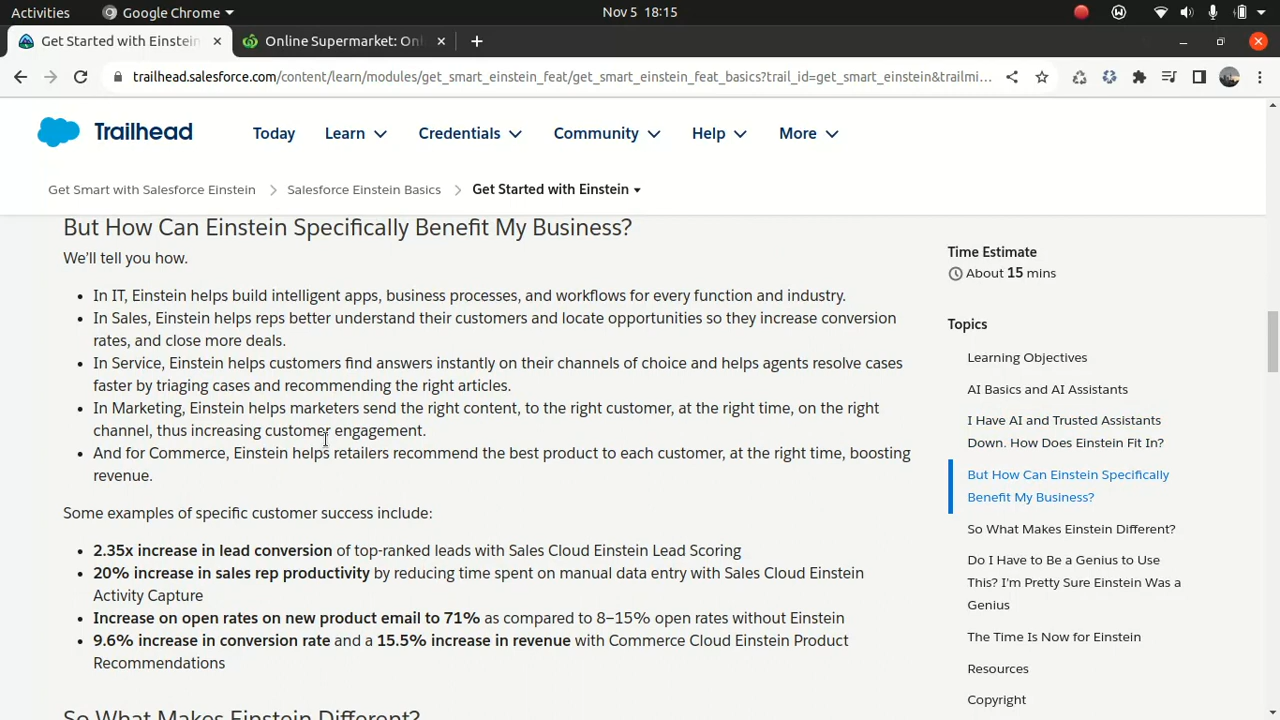 Activities Google Chrome Nov 5 18:15
Get Started with Einstein Online Supermarket: Onl
trailhead.salesforce.com/content/learn/modules/get_smart_einstein_feat/get_smart_einstein_feat_basics?trail_id=get_smart_einstein&trailmi...
Trailhead Today Learn Credentials Community Help More
Get Smart with Salesforce Einstein > Salesforce Einstein Basics > Get Started with Einstein
But How Can Einstein Specifically Benefit My Business?
We'll tell you how.
• In IT, Einstein helps build intelligent apps, business processes, and workflows for every function and industry.
• In Sales, Einstein helps reps better understand their customers and locate opportunities so they increase conversion
rates, and close more deals.
• In Service, Einstein helps customers find answers instantly on their channels of choice and helps agents resolve cases
faster by triaging cases and recommending the right articles.
• In Marketing, Einstein helps marketers send the right content, to the right customer, at the right time, on the right
channel, thus increasing customer engagement.
• And for Commerce, Einstein helps retailers recommend the best product to each customer, at the right time, boosting
revenue.
Some examples of specific customer success include:
• 2.35x increase in lead conversion of top-ranked leads with Sales Cloud Einstein Lead Scoring
• 20% increase in sales rep productivity by reducing time spent on manual data entry with Sales Cloud Einstein
Activity Capture
• Increase on open rates on new product email to 71% as compared to 8–15% open rates without Einstein
• 9.6% increase in conversion rate and a 15.5% increase in revenue with Commerce Cloud Einstein Product
Recommendations
So What Makes Einstein Different?
Time Estimate
About 15 mins
Topics
Learning Objectives
AI Basics and AI Assistants
I Have AI and Trusted Assistants
Down. How Does Einstein Fit In?
But How Can Einstein Specifically
Benefit My Business?
So What Makes Einstein Different?
Do I Have to Be a Genius to Use
This? I'm Pretty Sure Einstein Was a
Genius
The Time Is Now for Einstein
Resources
Copyright